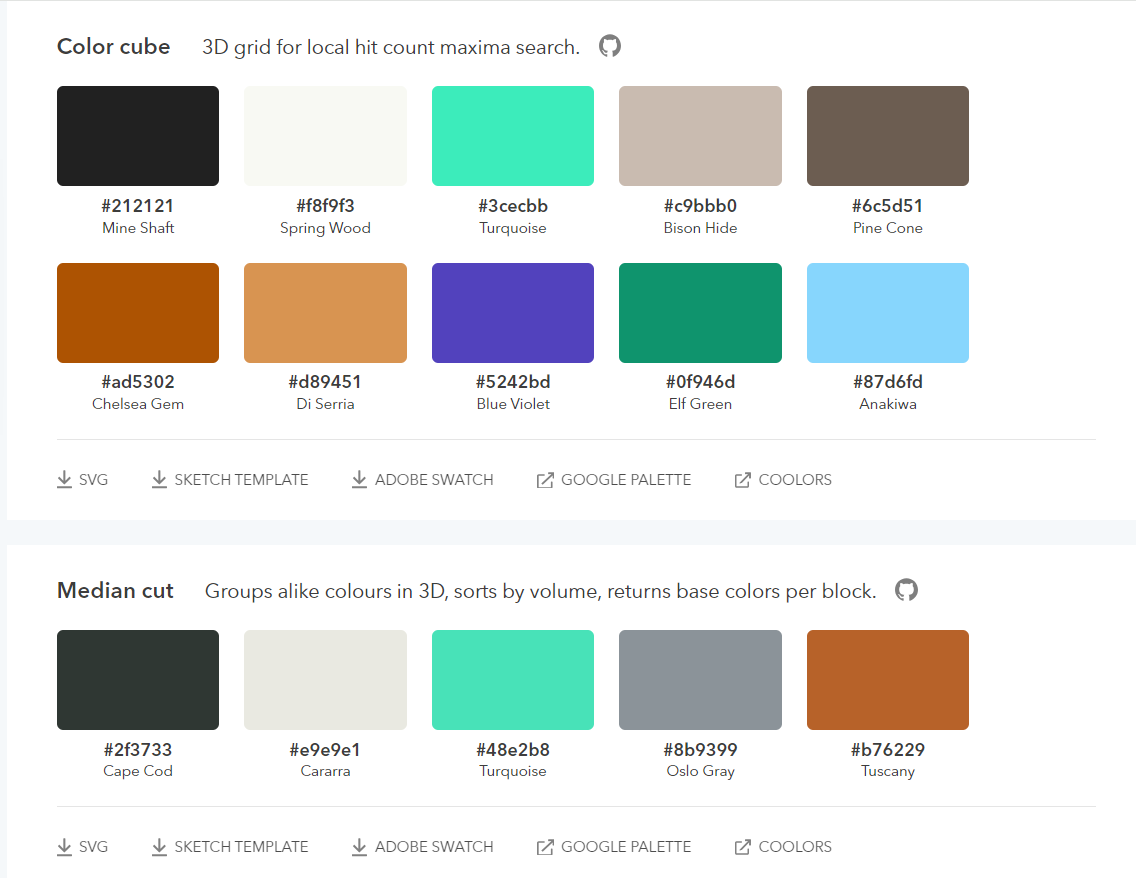 Color cube 3D grid for local hit count maxima search.
#212121 #f8f9f3 #3cecbb #c9bbb0 #6c5d51
Mine Shaft Spring Wood Turquoise Bison Hide Pine Cone
#ad5302 #d89451 #5242bd #0f946d #87d6fd
Chelsea Gem Di Serria Blue Violet Elf Green Anakiwa
SVG SKETCH TEMPLATE ADOBE SWATCH GOOGLE PALETTE COOLORS
Median cut Groups alike colours in 3D, sorts by volume, returns base colors per block.
#2f3733 #e9e9e1 #48e2b8 #8b9399 #b76229
Cape Cod Cararra Turquoise Oslo Gray Tuscany
SVG SKETCH TEMPLATE ADOBE SWATCH GOOGLE PALETTE COOLORS